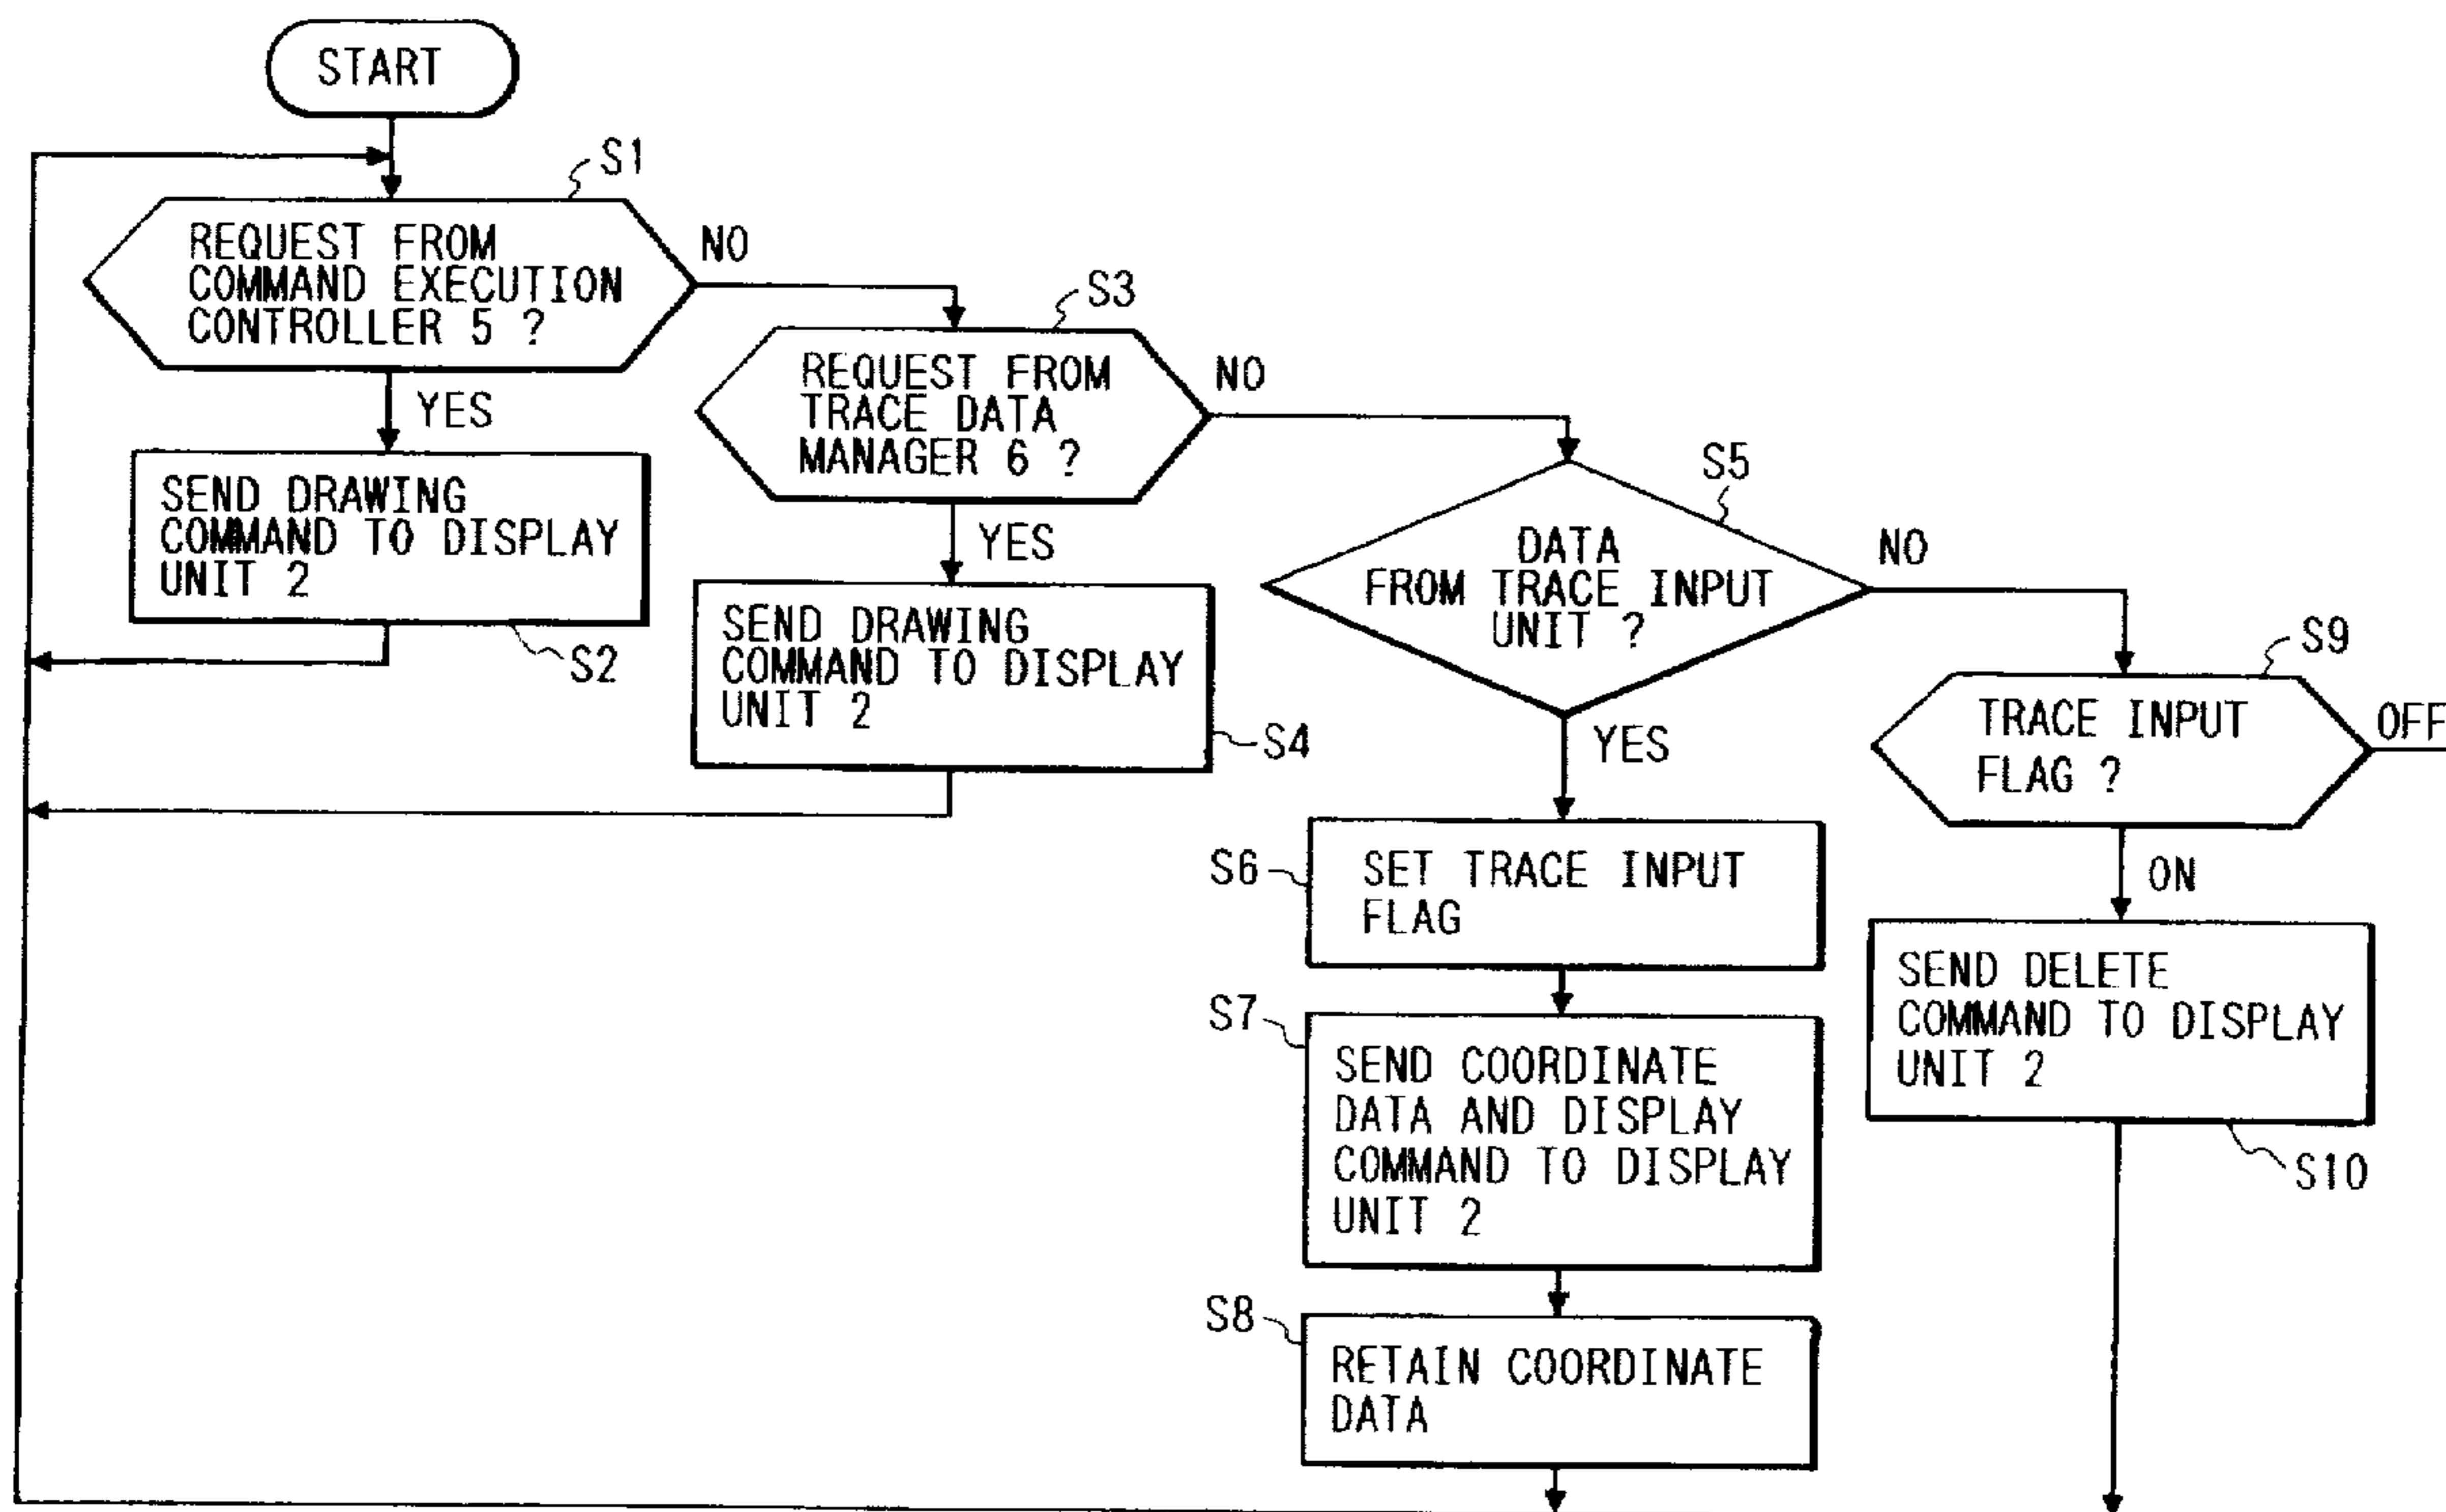 START
S1
REQUEST FROM
COMMAND EXECUTION
CONTROLLER 5 ?
NO
YES
SEND DRAWING
COMMAND TO DISPLAY
UNIT 2
S2
S3
REQUEST FROM
TRACE DATA
MANAGER 6 ?
NO
YES
SEND DRAWING
COMMAND TO DISPLAY
UNIT 2
S4
S5
DATA
FROM TRACE INPUT
UNIT ?
NO
YES
S6
SET TRACE INPUT
FLAG
S7
SEND COORDINATE
DATA AND DISPLAY
COMMAND TO DISPLAY
UNIT 2
S8
RETAIN COORDINATE
DATA
S9
TRACE INPUT
FLAG ?
OFF
ON
SEND DELETE
COMMAND TO DISPLAY
UNIT 2
S10